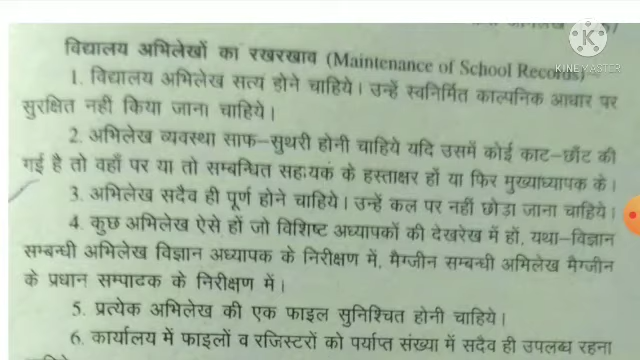 विद्यालय अभिलेखों का रखरखाव (Maintenance of School Records)
1. विद्यालय अभिलेख सत्य होने चाहिये। उन्हें स्वनिर्मित काल्पनिक आधार पर
सुरक्षित नहीं किया जाना चाहिये।
2. अभिलेख व्यवस्था साफ-सुथरी होनी चाहिये यदि उसमें कोई काट-छाँट की
गई है तो वहाँ पर या तो सम्बन्धित सहायक के हस्ताक्षर हों या फिर मुख्याध्यापक के।
3. अभिलेख सदैव ही पूर्ण होने चाहिये। उन्हें कल पर नहीं छोड़ा जाना चाहिये।
4. कुछ अभिलेख ऐसे हों जो विशिष्ट अध्यापकों की देखरेख में हों, यथा-विज्ञान
सम्बन्धी अभिलेख विज्ञान अध्यापक के निरीक्षण में, मैग्जीन सम्बन्धी अभिलेख मैग्जीन
के प्रधान सम्पादक के निरीक्षण में।
5. प्रत्येक अभिलेख की एक फाइल सुनिश्चित होनी चाहिये।
6. कार्यालय में फाइलों व रजिस्टरों को पर्याप्त संख्या में सदैव ही उपलब्ध रहना
KINEMASTER